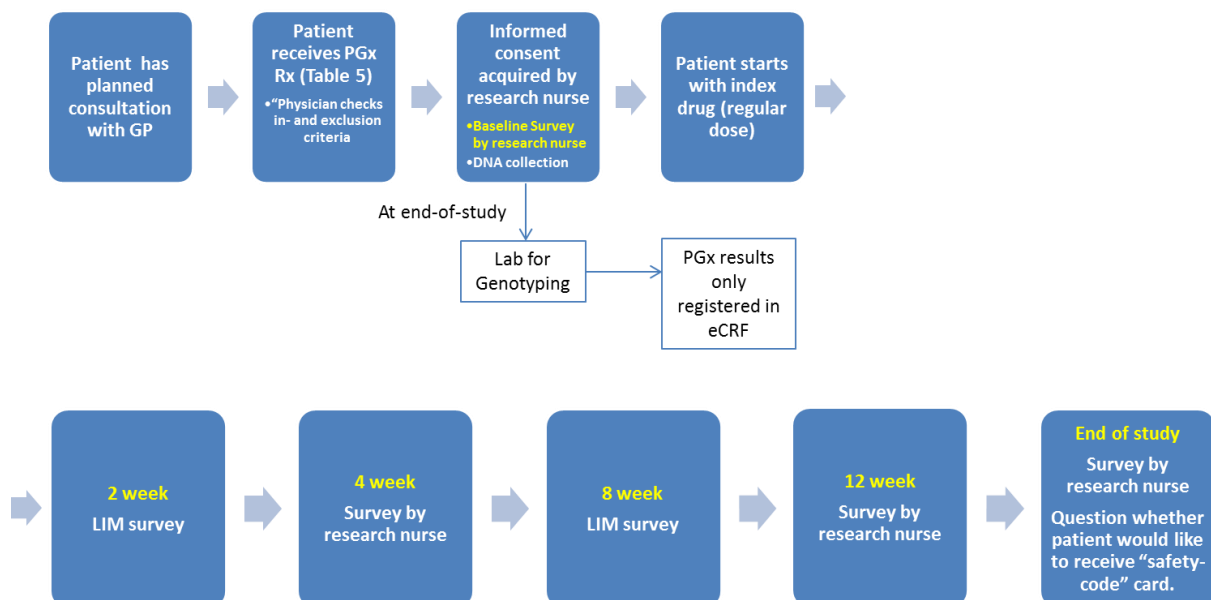 Patient has
planned
consultation
with GP
Patient
receives PGx
Rx (Table 5)
•“Physician checks
in- and exclusion
criteria
Informed
consent
acquired by
research nurse
•Baseline Survey
by research nurse
•DNA collection
Patient starts
with index
drug (regular
dose)
At end-of-study
Lab for
Genotyping
PGx results
only
registered in
eCRF
2 week
LIM survey
4 week
Survey by
research nurse
8 week
LIM survey
12 week
Survey by
research nurse
End of study
Survey by
research nurse
Question whether
patient would like
to receive “safety-
code” card.